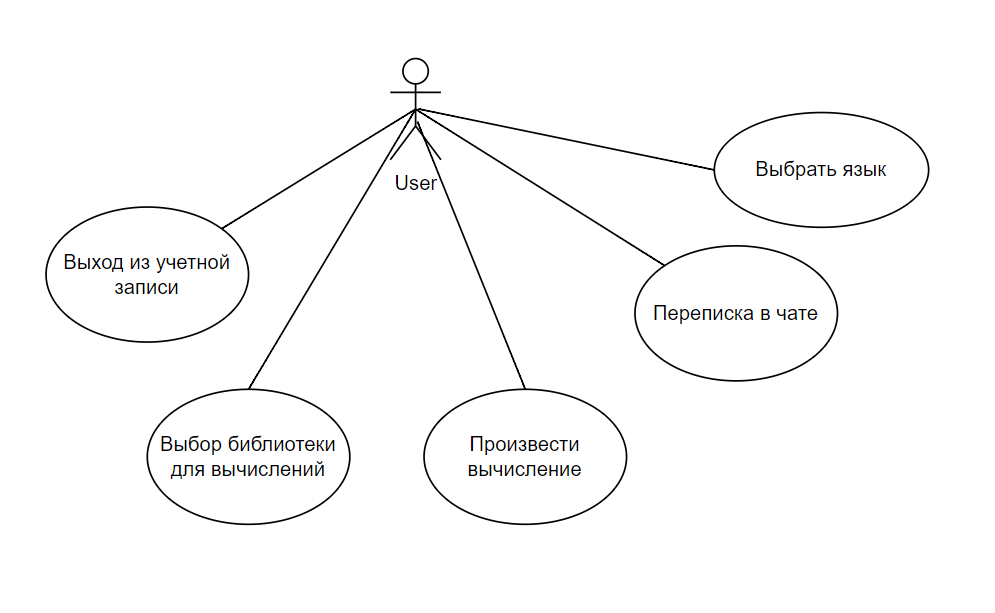 User
Выбрать язык
Выход из учетной
записи
Переписка в чате
Выбор библиотеки
для вычислений
Произвести
вычисление